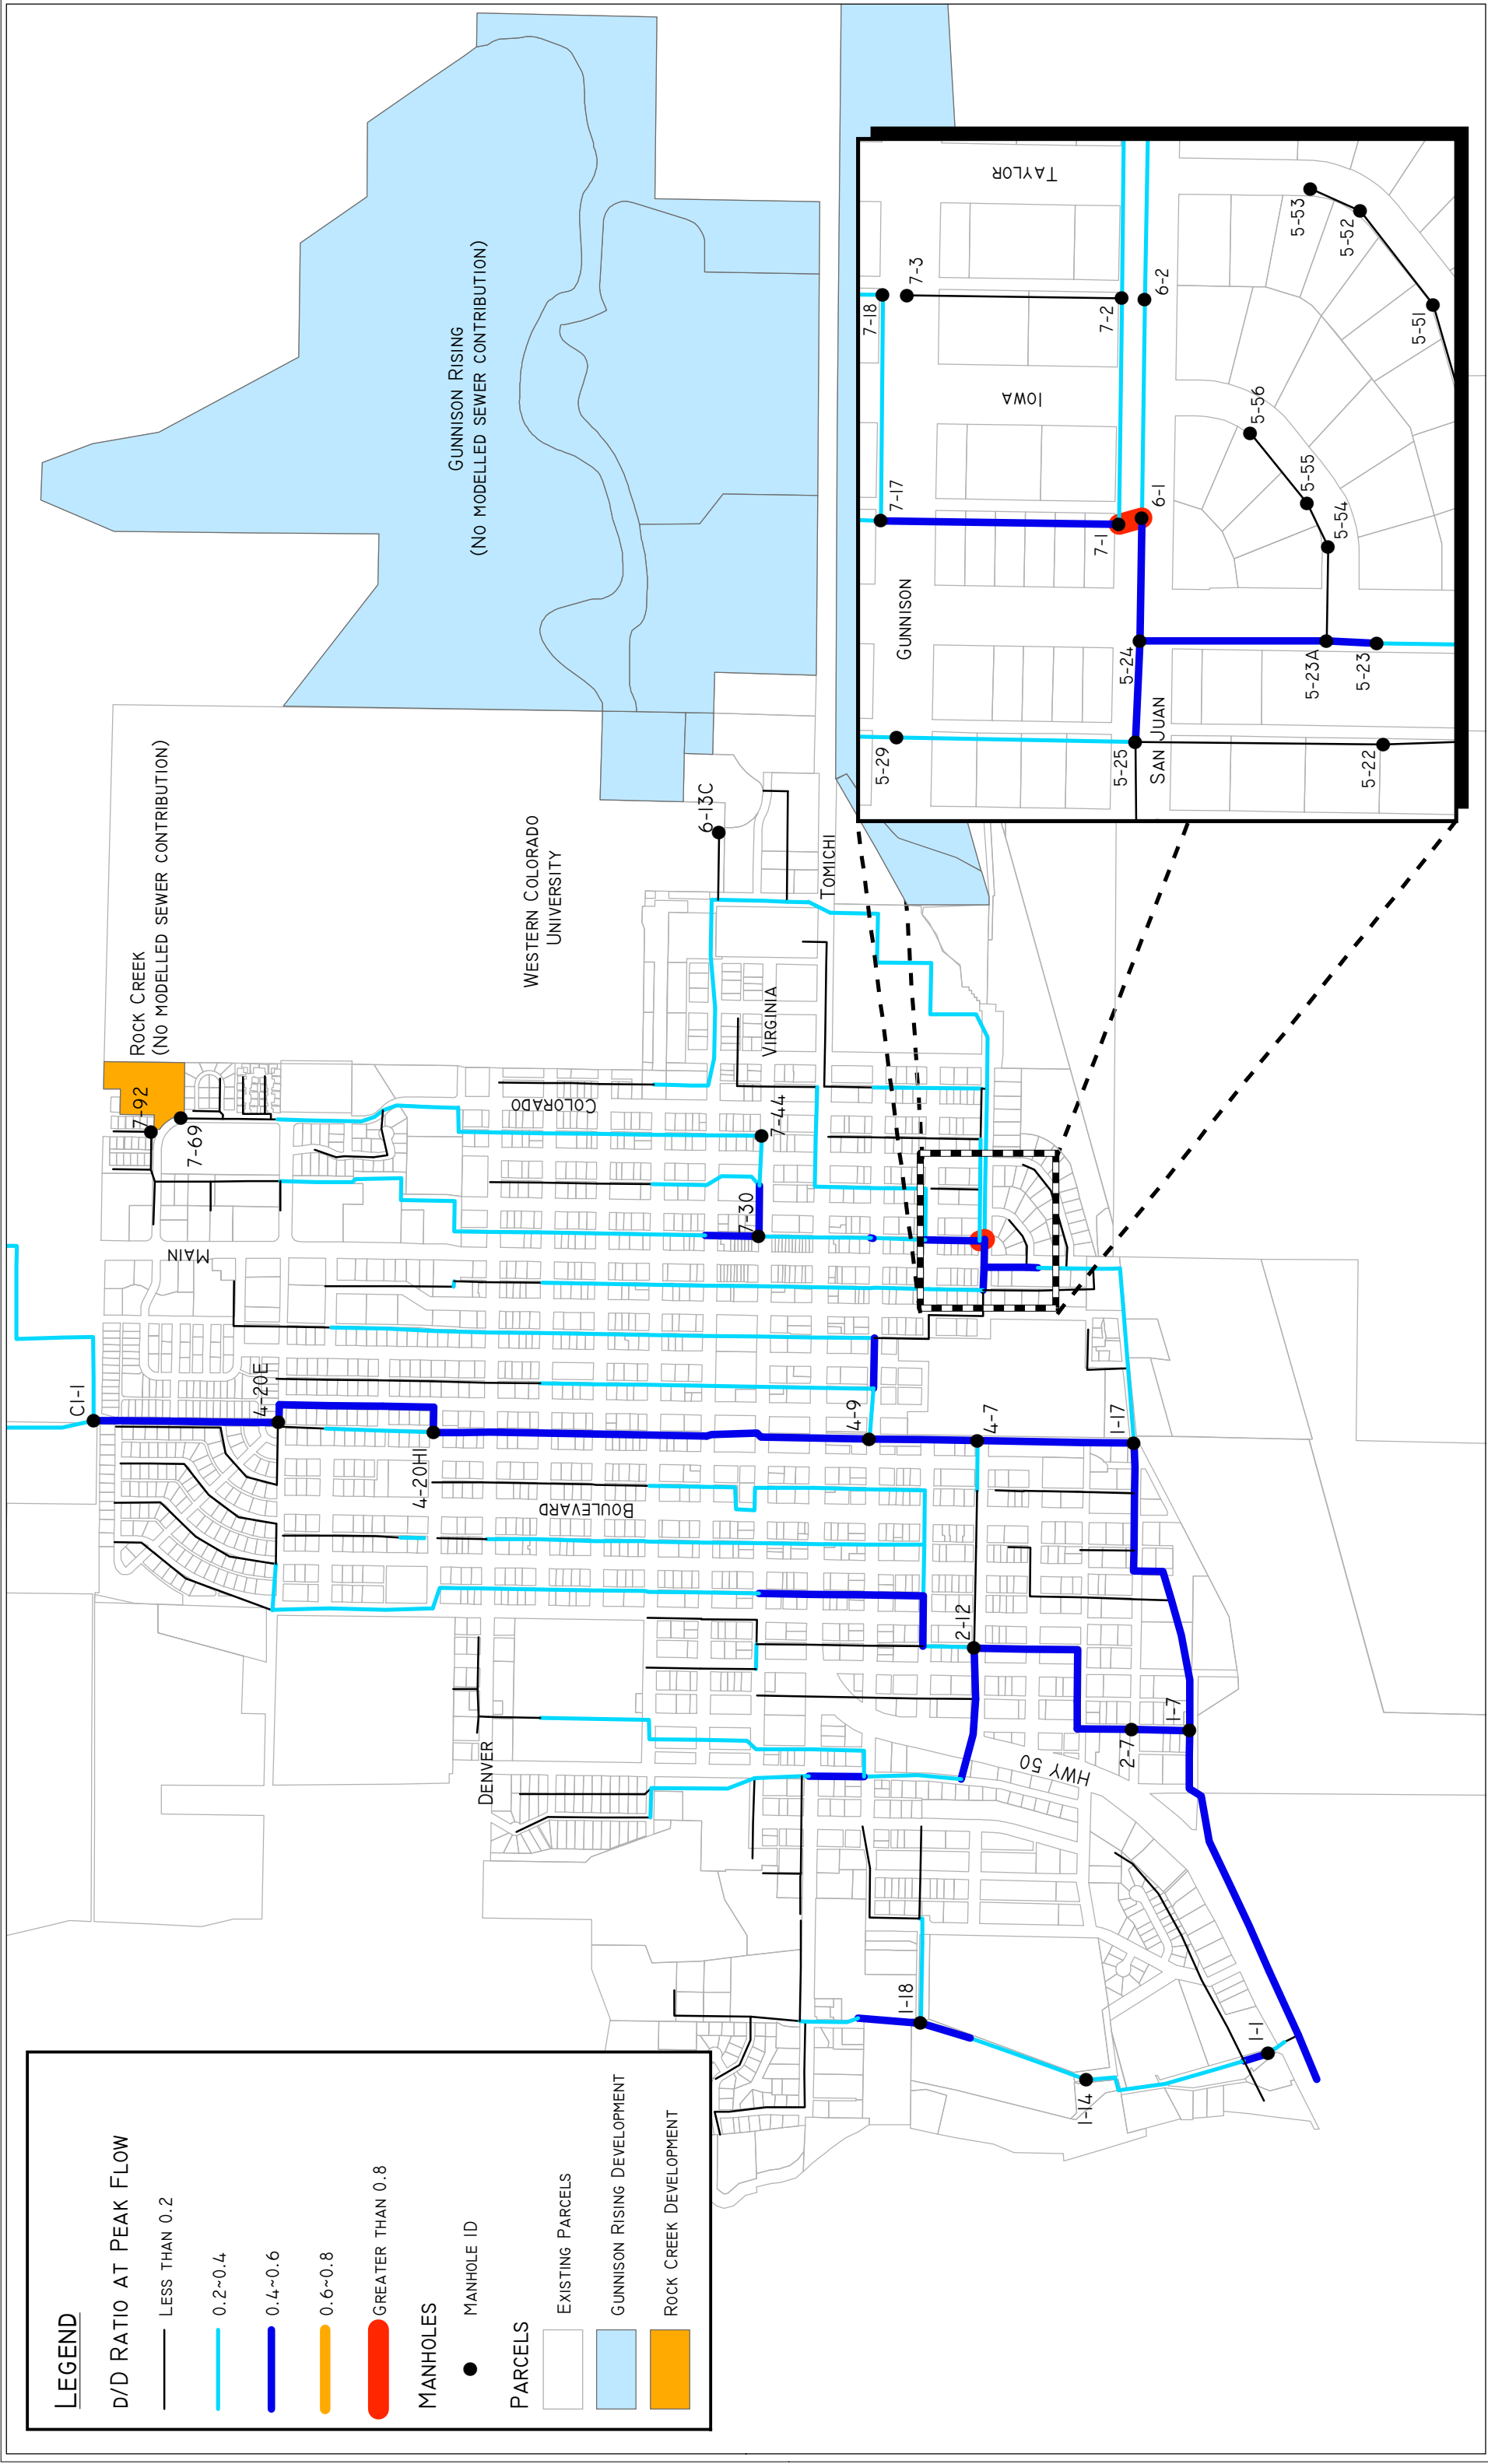 LEGEND
D/D RATIO AT PEAK FLOW
LESS THAN 0.2
0.2~0.4
0.4~0.6
0.6~0.8
GREATER THAN 0.8
MANHOLES
MANHOLE ID
PARCELS
EXISTING PARCELS
GUNNISON RISING DEVELOPMENT
ROCK CREEK DEVELOPMENT
GUNNISON RISING
(NO MODELLED SEWER CONTRIBUTION)
ROCK CREEK
(NO MODELLED SEWER CONTRIBUTION)
WESTERN COLORADO
UNIVERSITY
C1-1
4-20E
4-20HI
MAIN
7-92
7-69
COLORADO
BOULEVARD
DENVER
7-30
7-44
VIRGINIA
6-13C
TOMICHI
4-9
4-7
1-17
2-12
2-7
1-7
HWY 50
1-18
1-14
1-1
TAYLOR
IOWA
GUNNISON
SAN JUAN
7-18
7-3
7-2
6-2
7-17
7-1
6-1
5-53
5-52
5-51
5-56
5-55
5-54
5-24
5-23A
5-23
5-29
5-25
5-22